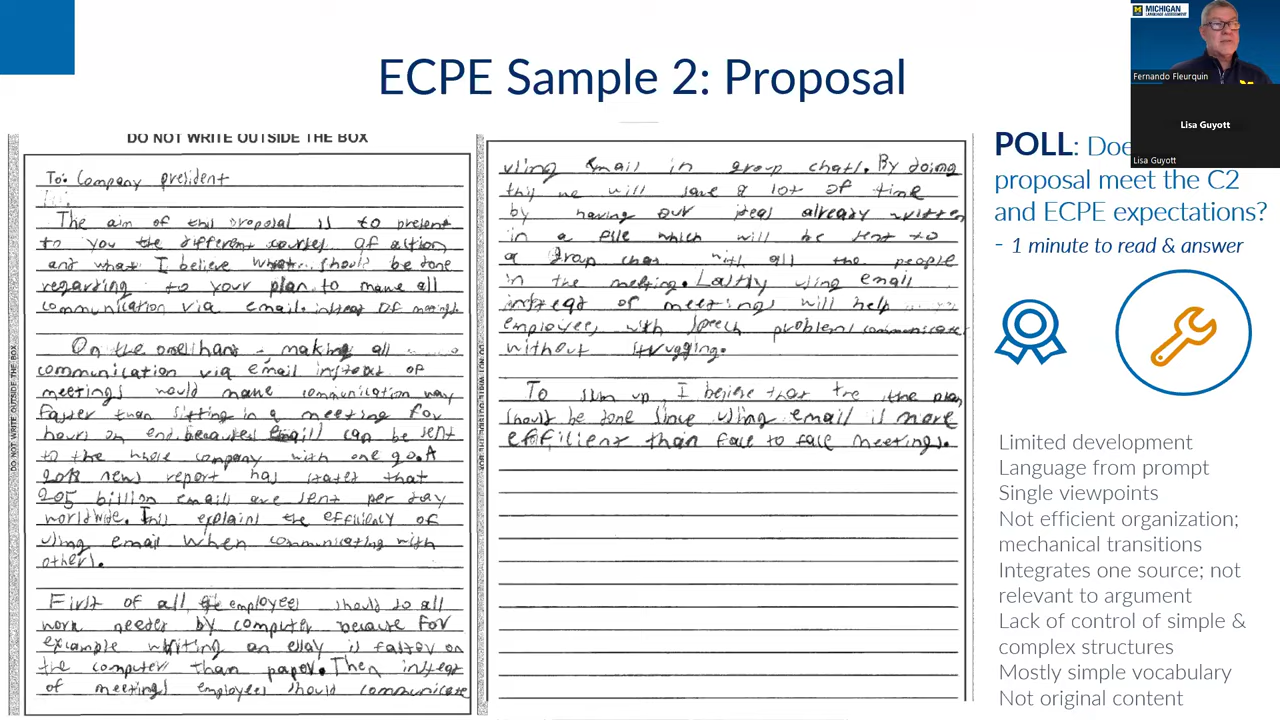 ECPE Sample 2: Proposal
MICHIGAN
LANGUAGE ASSESSMENT
Fernando Fleurquin
Lisa Guyott
Lisa Guyott
DO NOT WRITE OUTSIDE THE BOX
To: Company president
The aim of this proposal is to present
to you the different courses of action
and what I believe should be done
regarding to your plan to make all
communication via email. instead of meetings
On the one hand making all
communication via email instead of
meetings would make communication way
faster than sitting in a meeting for
hours on end. because email can be sent
to the whole company with one go. A
2018 news report has stated that
205 billion emails are sent per day
worldwide. This explains the efficiency of
using email when communicating with
others.
First of all, employees should do all
work needed by computer because for
example writing an essay is faster on
the computer than paper. Then instead
of meetings employees should communicate
DO NOT WRITE OUTSIDE THE BOX
using email in group chats. By doing
this we will save a lot of time
by having our ideas already written
in a file which will be sent to
a group chat with all the people
in the meeting. Lastly using email
instead of meetings will help
employees with speech problems communicate
without struggling.
To sum up, I believe that the plan
should be done since using email is more
efficient than face to face meetings.
POLL: Doe
proposal meet the C2
and ECPE expectations?
- 1 minute to read & answer
Limited development
Language from prompt
Single viewpoints
Not efficient organization;
mechanical transitions
Integrates one source; not
relevant to argument
Lack of control of simple &
complex structures
Mostly simple vocabulary
Not original content